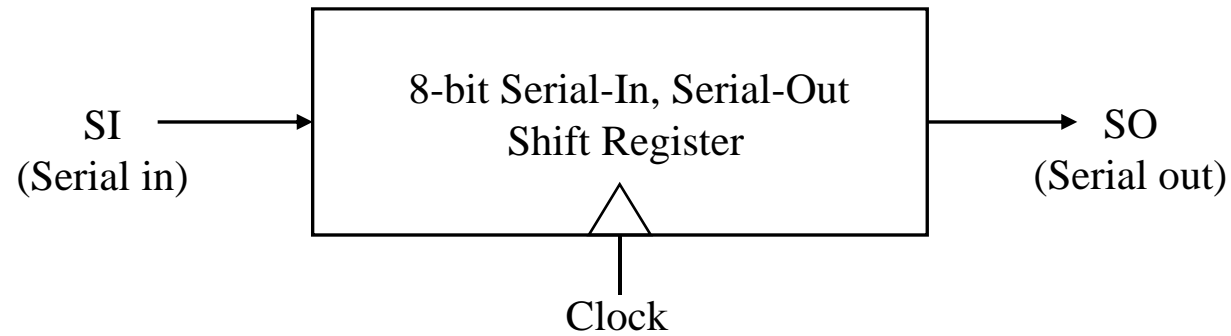 8-bit Serial-In, Serial-Out
Shift Register
SI
(Serial in)
SO
(Serial out)
Clock